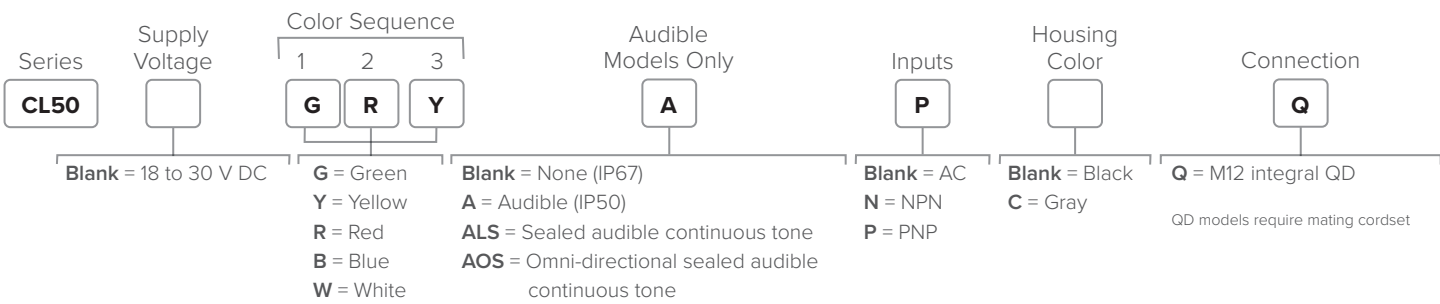 Color Sequence
Series
Supply
Voltage
1 2 3
Audible
Models Only
Inputs
Housing
Color
Connection
CL50
G R Y
A
P
Q
Blank = 18 to 30 V DC
G = Green
Y = Yellow
R = Red
B = Blue
W = White
Blank = None (IP67)
A = Audible (IP50)
ALS = Sealed audible continuous tone
AOS = Omni-directional sealed audible
continuous tone
Blank = AC
N = NPN
P = PNP
Blank = Black
C = Gray
Q = M12 integral QD
QD models require mating cordset